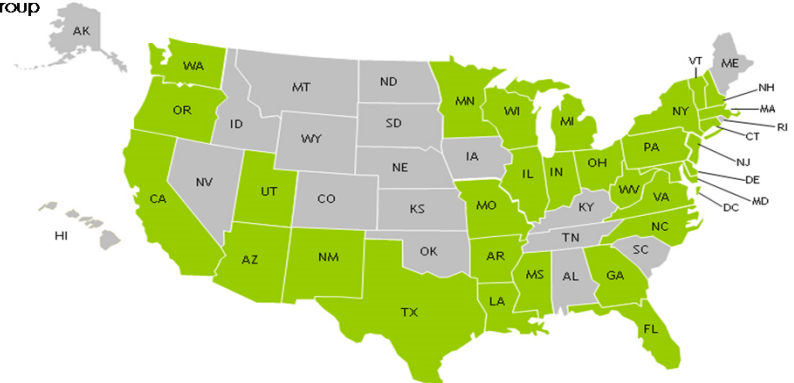 roup
AK
WA
MT
ND
VT
ME
OR
ID
MN
WI
MI
NY
NH
MA
RI
WY
SD
CT
PA
NJ
IA
NE
NV
UT
CO
CA
KS
MO
IL
IN
OH
WV
VA
DE
MD
DC
KY
NC
TN
HI
AZ
NM
OK
AR
SC
MS
AL
GA
LA
TX
FL